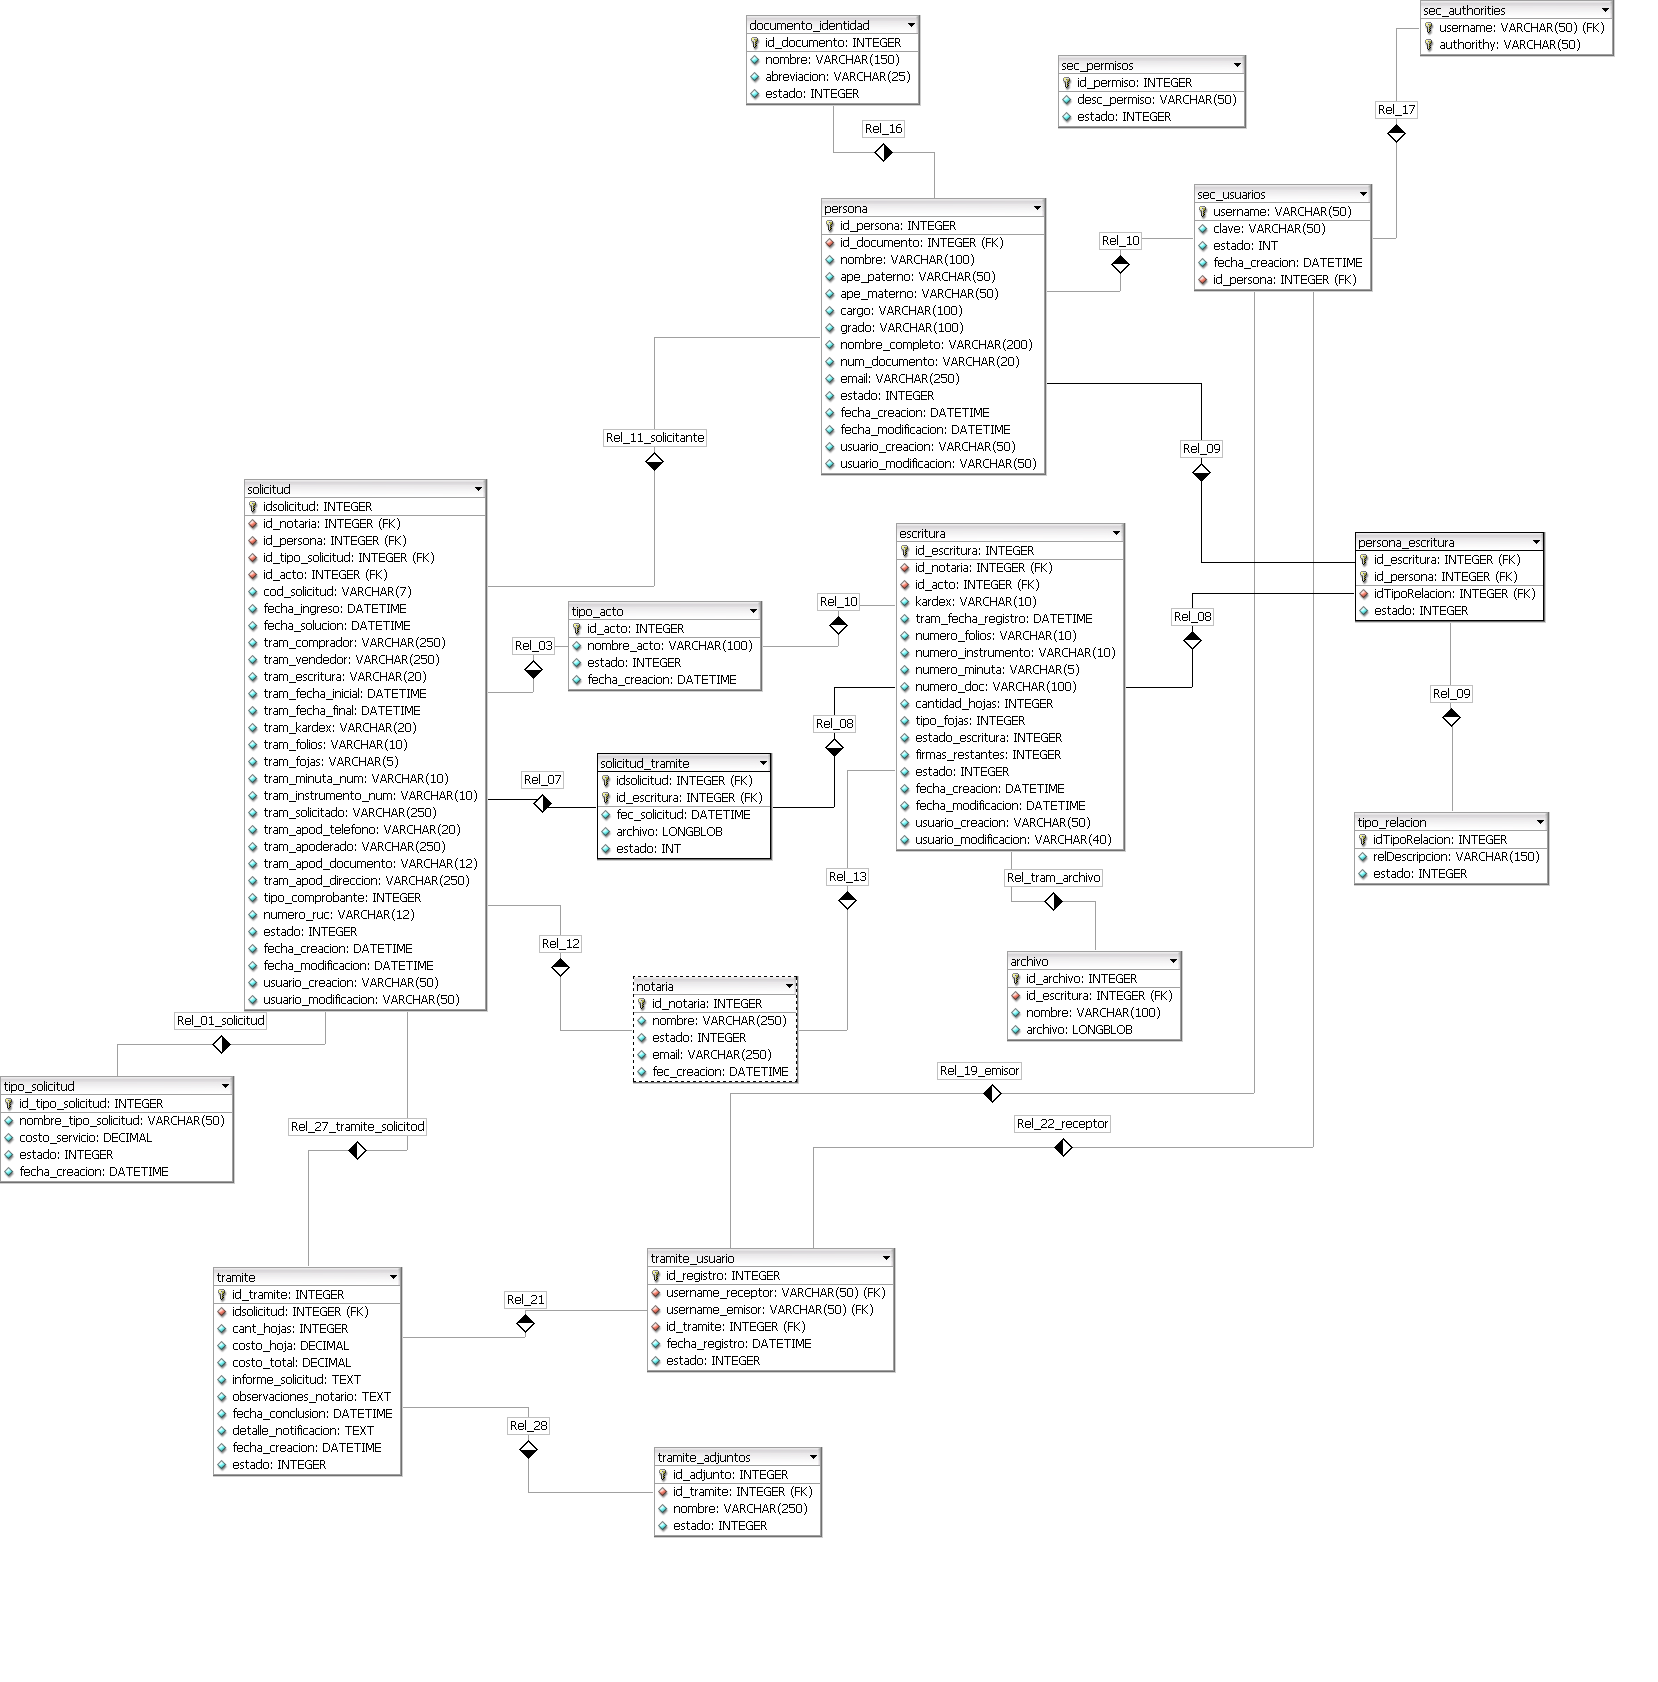 documento_identidad
id_documento: INTEGER
nombre: VARCHAR(150)
abreviacion: VARCHAR(25)
estado: INTEGER
sec_authorities
username: VARCHAR(50) (FK)
authorithy: VARCHAR(50)
sec_permisos
id_permiso: INTEGER
desc_permiso: VARCHAR(50)
estado: INTEGER
Rel_17
Rel_16
persona
id_persona: INTEGER
id_documento: INTEGER (FK)
nombre: VARCHAR(100)
ape_paterno: VARCHAR(50)
ape_materno: VARCHAR(50)
cargo: VARCHAR(100)
grado: VARCHAR(100)
nombre_completo: VARCHAR(200)
num_documento: VARCHAR(20)
email: VARCHAR(250)
estado: INTEGER
fecha_creacion: DATETIME
fecha_modificacion: DATETIME
usuario_creacion: VARCHAR(50)
usuario_modificacion: VARCHAR(50)
Rel_10
sec_usuarios
username: VARCHAR(50)
clave: VARCHAR(50)
estado: INT
fecha_creacion: DATETIME
id_persona: INTEGER (FK)
Rel_11_solicitante
Rel_09
solicitud
idsolicitud: INTEGER
id_notaria: INTEGER (FK)
id_persona: INTEGER (FK)
id_tipo_solicitud: INTEGER (FK)
id_acto: INTEGER (FK)
cod_solicitud: VARCHAR(7)
fecha_ingreso: DATETIME
fecha_solucion: DATETIME
tram_comprador: VARCHAR(250)
tram_vendedor: VARCHAR(250)
tram_escritura: VARCHAR(20)
tram_fecha_inicial: DATETIME
tram_fecha_final: DATETIME
tram_kardex: VARCHAR(20)
tram_folios: VARCHAR(10)
tram_fojas: VARCHAR(5)
tram_minuta_num: VARCHAR(10)
tram_instrumento_num: VARCHAR(10)
tram_solicitado: VARCHAR(250)
tram_apod_telefono: VARCHAR(20)
tram_apoderado: VARCHAR(250)
tram_apod_documento: VARCHAR(12)
tram_apod_direccion: VARCHAR(250)
tipo_comprobante: INTEGER
numero_ruc: VARCHAR(12)
estado: INTEGER
fecha_creacion: DATETIME
fecha_modificacion: DATETIME
usuario_creacion: VARCHAR(50)
usuario_modificacion: VARCHAR(50)
Rel_03
tipo_acto
id_acto: INTEGER
nombre_acto: VARCHAR(100)
estado: INTEGER
fecha_creacion: DATETIME
Rel_10
escritura
id_escritura: INTEGER
id_notaria: INTEGER (FK)
id_acto: INTEGER (FK)
kardex: VARCHAR(10)
tram_fecha_registro: DATETIME
numero_folios: VARCHAR(10)
numero_instrumento: VARCHAR(10)
numero_minuta: VARCHAR(5)
numero_doc: VARCHAR(100)
cantidad_hojas: INTEGER
tipo_fojas: INTEGER
estado_escritura: INTEGER
firmas_restantes: INTEGER
estado: INTEGER
fecha_creacion: DATETIME
fecha_modificacion: DATETIME
usuario_creacion: VARCHAR(50)
usuario_modificacion: VARCHAR(40)
Rel_08
persona_escritura
id_escritura: INTEGER (FK)
id_persona: INTEGER (FK)
idTipoRelacion: INTEGER (FK)
estado: INTEGER
Rel_09
Rel_08
Rel_07
solicitud_tramite
idsolicitud: INTEGER (FK)
id_escritura: INTEGER (FK)
fec_solicitud: DATETIME
archivo: LONGBLOB
estado: INT
tipo_relacion
idTipoRelacion: INTEGER
relDescripcion: VARCHAR(150)
estado: INTEGER
Rel_13
Rel_tram_archivo
Rel_12
archivo
id_archivo: INTEGER
id_escritura: INTEGER (FK)
nombre: VARCHAR(100)
archivo: LONGBLOB
notaria
id_notaria: INTEGER
nombre: VARCHAR(250)
estado: INTEGER
email: VARCHAR(250)
fec_creacion: DATETIME
Rel_01_solicitud
tipo_solicitud
id_tipo_solicitud: INTEGER
nombre_tipo_solicitud: VARCHAR(50)
costo_servicio: DECIMAL
estado: INTEGER
fecha_creacion: DATETIME
Rel_19_emisor
Rel_27_tramite_solicitod
Rel_22_receptor
tramite
id_tramite: INTEGER
idsolicitud: INTEGER (FK)
cant_hojas: INTEGER
costo_hoja: DECIMAL
costo_total: DECIMAL
informe_solicitud: TEXT
observaciones_notario: TEXT
fecha_conclusion: DATETIME
detalle_notificacion: TEXT
fecha_creacion: DATETIME
estado: INTEGER
Rel_21
tramite_usuario
id_registro: INTEGER
username_receptor: VARCHAR(50) (FK)
username_emisor: VARCHAR(50) (FK)
id_tramite: INTEGER (FK)
fecha_registro: DATETIME
estado: INTEGER
Rel_28
tramite_adjuntos
id_adjunto: INTEGER
id_tramite: INTEGER (FK)
nombre: VARCHAR(250)
estado: INTEGER